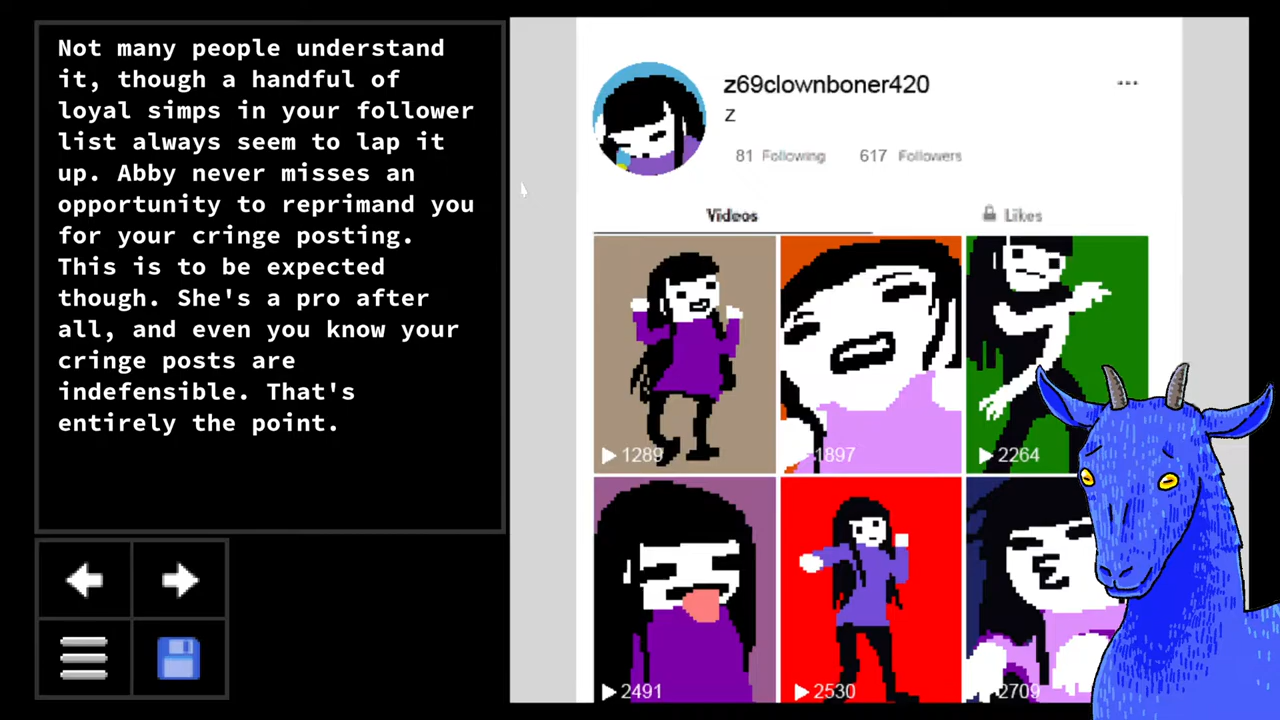 Not many people understand
it, though a handful of
loyal simps in your follower
list always seem to lap it
up. Abby never misses an
opportunity to reprimand you
for your cringe posting.
This is to be expected
though. She's a pro after
all, and even you know your
cringe posts are
indefensible. That's
entirely the point.
z69clownboner420
Z
81 Following 617 Followers
Videos Likes
1289 1897 2264
2491 2530 2709